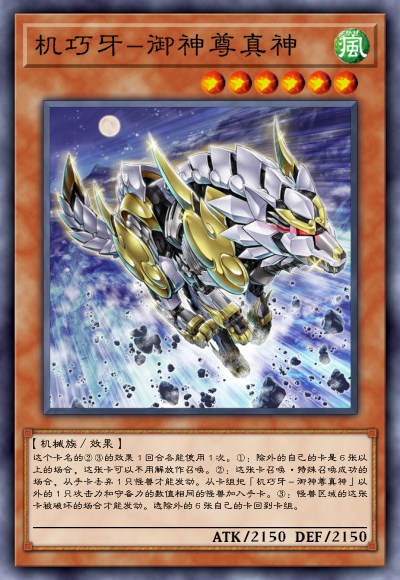 机巧牙-御神尊真神
風
【机械族/效果】
这个卡名的②③的效果1回合各能使用1次。①:除外的自己的卡是6张以
上的场合,这张卡可以不用解放作召唤。②:这张卡召唤·特殊召唤成功的
场合,从手卡丢弃1只怪兽才能发动。从卡组把「机巧牙-御神尊真神」以
外的1只攻击力和守备力的数值相同的怪兽加入手卡。③:怪兽区域的这张
卡被破坏的场合才能发动。选除外的6张自己的卡回到卡组。
ATK/2150 DEF/2150